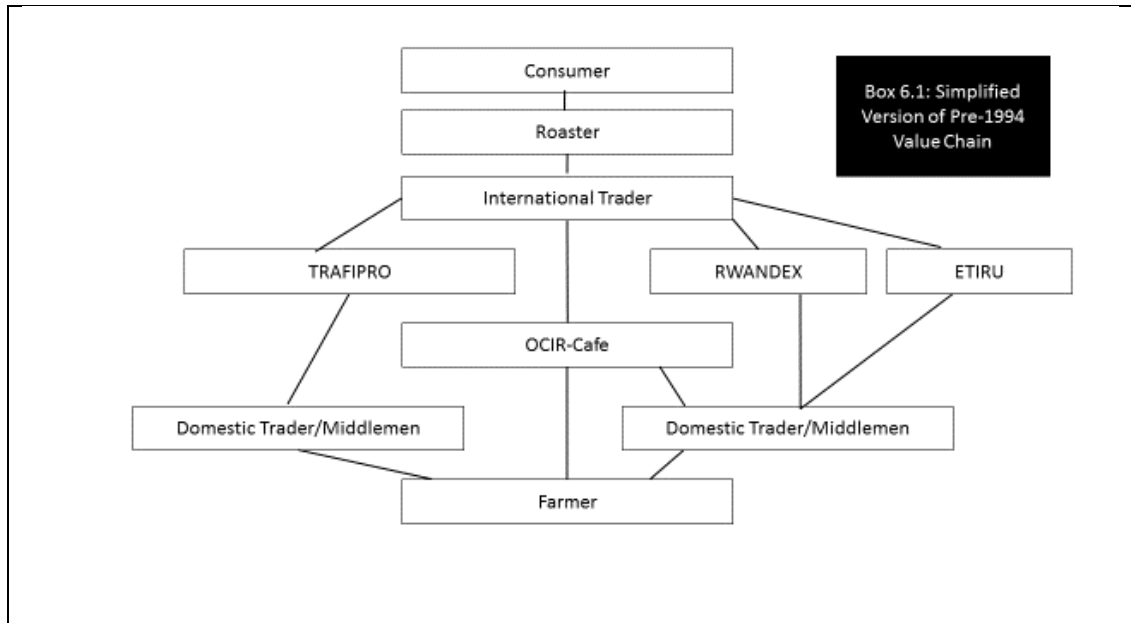 Consumer
Box 6.1: Simplified
Version of Pre-1994
Value Chain
Roaster
International Trader
TRAFIPRO
RWANDEX
ETIRU
OCIR-Cafe
Domestic Trader/Middlemen
Domestic Trader/Middlemen
Farmer